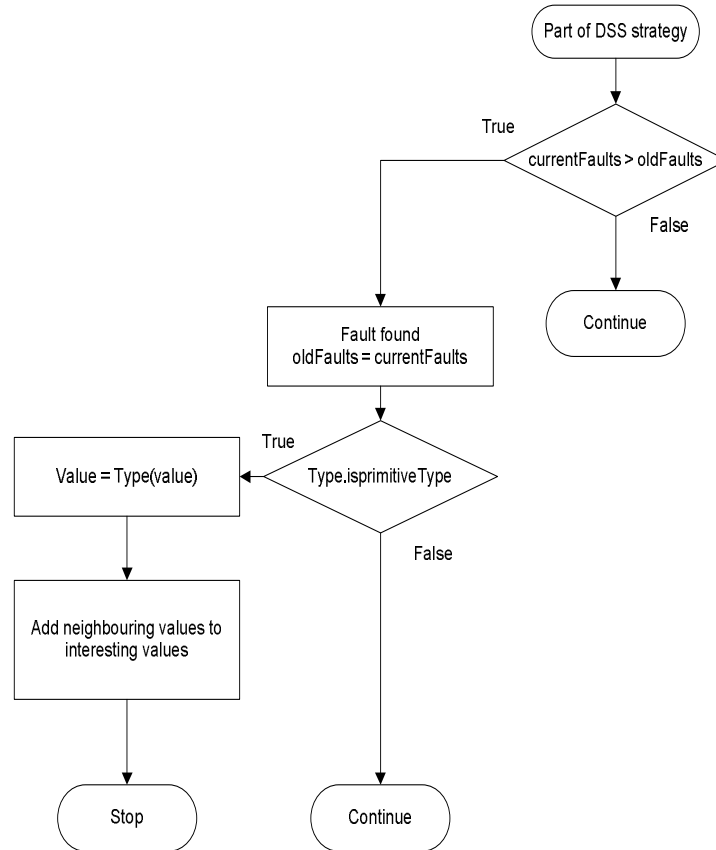 Part of DSS strategy
True
currentFaults > oldFaults
False
Continue
Fault found
oldFaults = currentFaults
True
Value = Type(value)
Type.isprimitiveType
False
Add neighbouring values to
interesting values
Stop
Continue